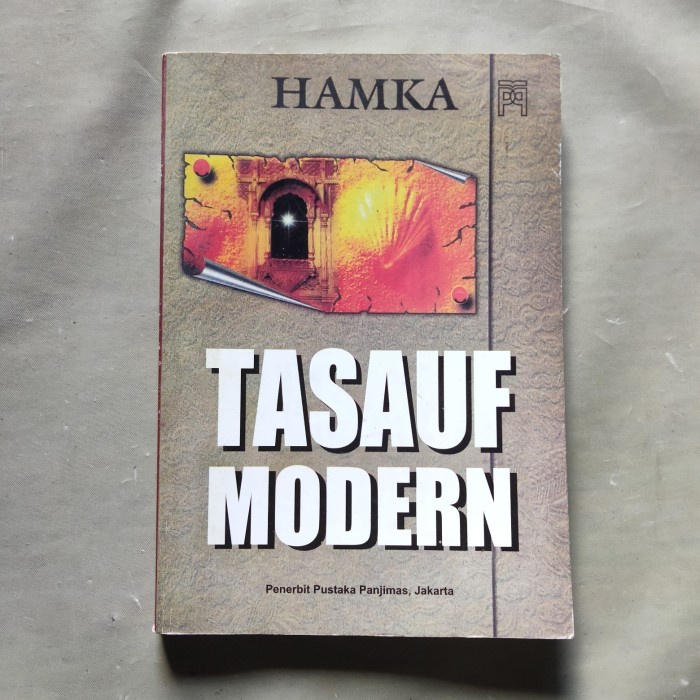 HAMKA
TASAUF
MODERN
Penerbit Pustaka Panjimas, Jakarta